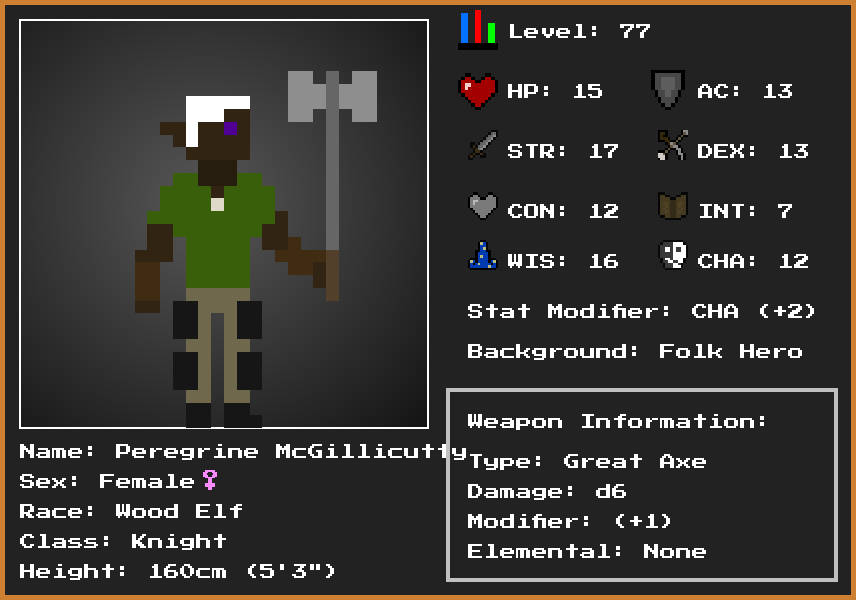 Level: 77
HP: 15
AC: 13
STR: 17
DEX: 13
CON: 12
INT: 7
WIS: 16
CHA: 12
Stat Modifier: CHA (+2)
Background: Folk Hero
Weapon Information:
Type: Great Axe
Damage: d6
Modifier: (+1)
Elemental: None
Name: Peregrine McGillicutty
Sex: Female♀
Race: Wood Elf
Class: Knight
Height: 160cm (5'3")